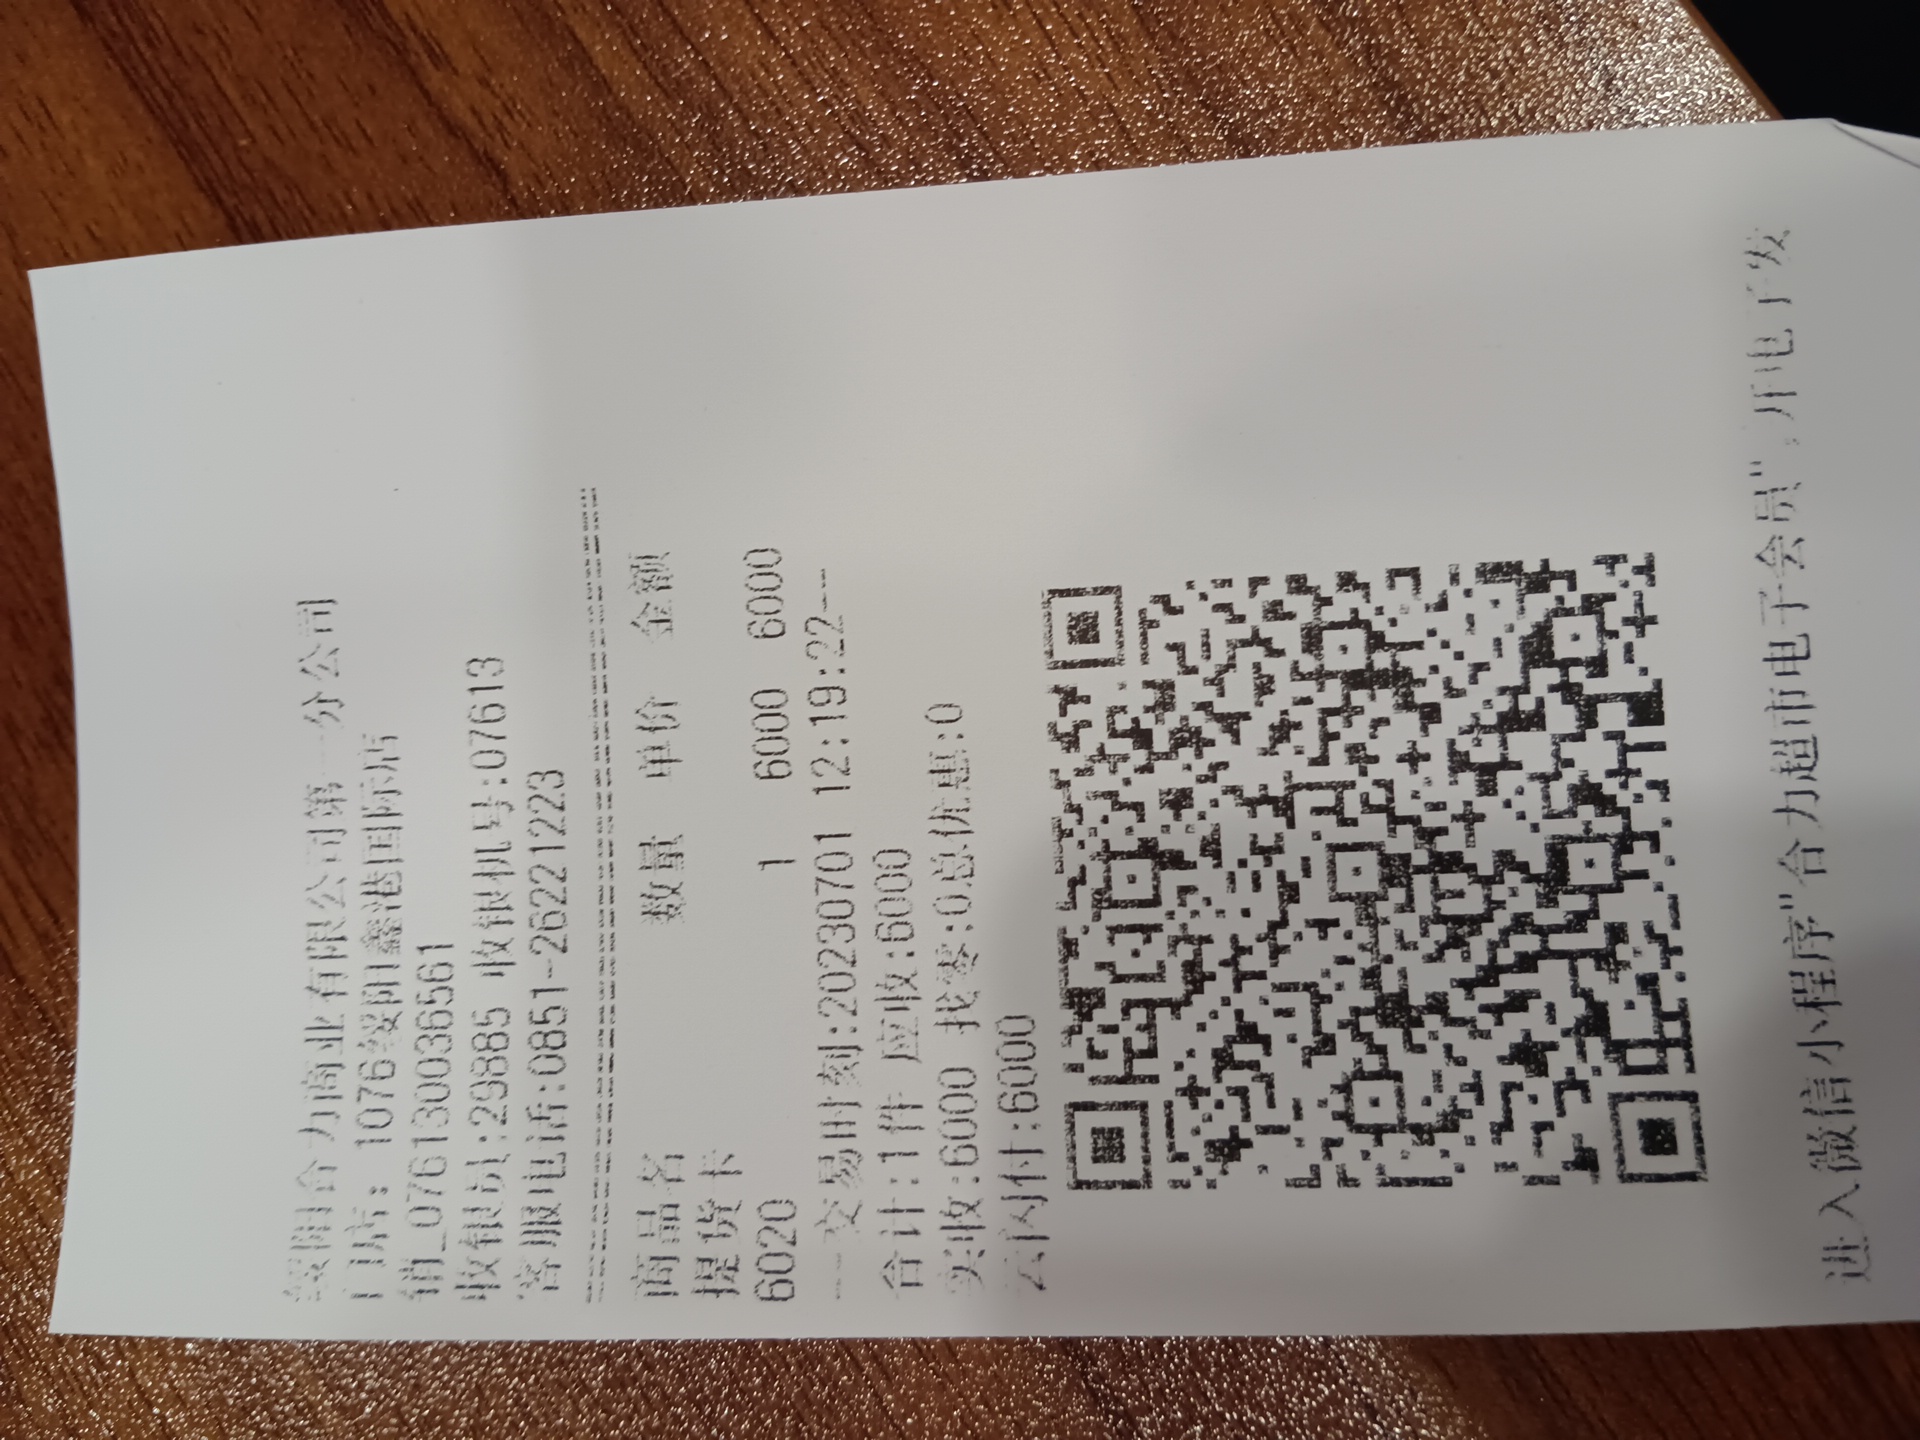 绥阳合力商业有限公司第一分公司
门店: 1076绥阳鑫港国际店
销_07613003656​1
收银员:29885 收银机号:07613
客服电话:0851-26221223
商品名 数量 单价 金额
提货卡
6020 1 6000 6000
--交易时刻:20230701 12:19:22--
合计:1件 应收:6000
实收:6000 找零:0总优惠:0
云闪付:6000
进入微信小程序"合力超市电子会员",开电子发